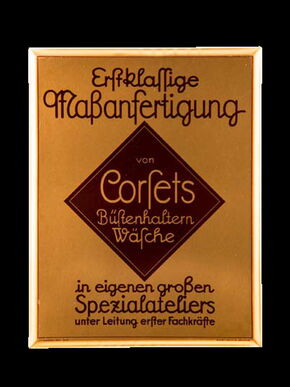 Erſtklaſſige
Maßanfertigung
von
Corſets
Büſtenhaltern
Wäſche
in eigenen großen
Spezialateliers
unter Leitung erſter Fachkräfte